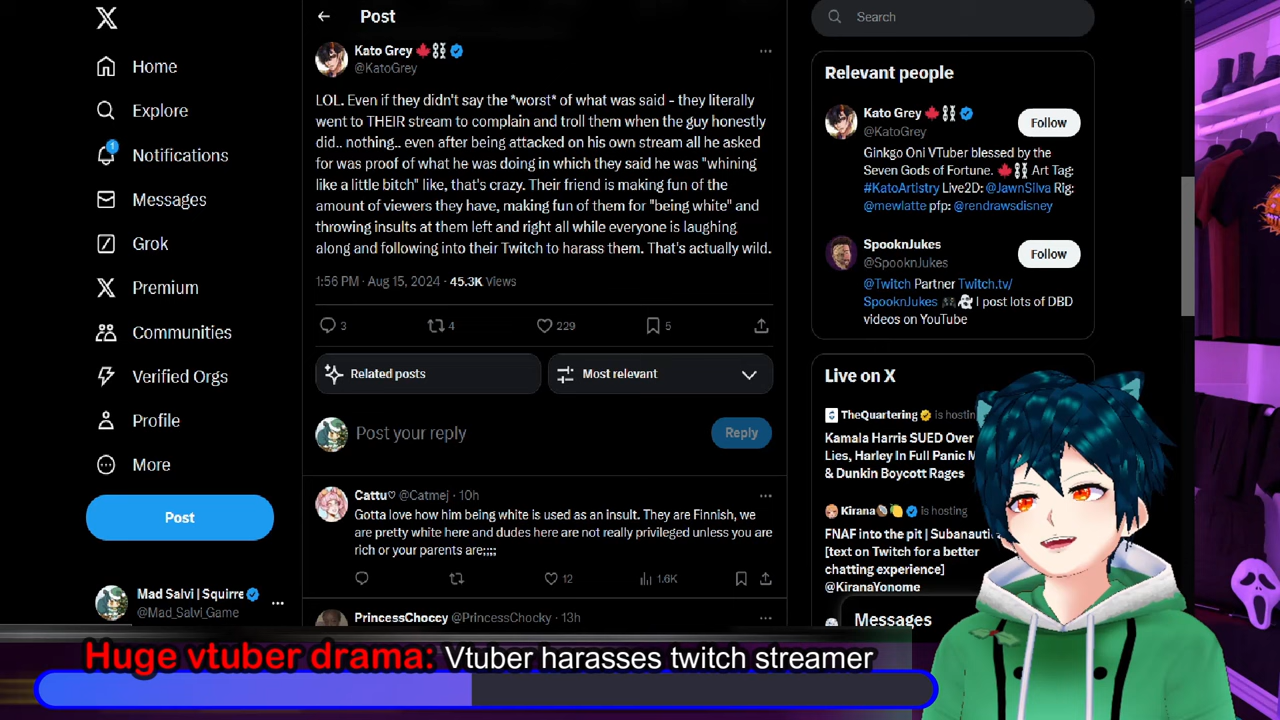 Home
Explore
1
Notifications
Messages
Grok
Premium
Communities
Verified Orgs
Profile
More
Post
Mad Salvi | Squirre
@Mad_Salvi_Game
Post
Kato Grey
@KatoGrey
LOL. Even if they didn't say the *worst* of what was said - they literally
went to THEIR stream to complain and troll them when the guy honestly
did.. nothing.. even after being attacked on his own stream all he asked
for was proof of what he was doing in which they said he was "whining
like a little bitch" like, that's crazy. Their friend is making fun of the
amount of viewers they have, making fun of them for "being white" and
throwing insults at them left and right all while everyone is laughing
along and following into their Twitch to harass them. That's actually wild.
1:56 PM · Aug 15, 2024 · 45.3K Views
3 4 229 5
Related posts
Most relevant
Post your reply
Reply
Cattu♡ @Catmej · 10h
Gotta love how him being white is used as an insult. They are Finnish, we
are pretty white here and dudes here are not really privileged unless you are
rich or your parents are;;;;
12 1.6K
PrincessChoccy @PrincessChocky · 13h
Search
Relevant people
Kato Grey
@KatoGrey
Follow
Ginkgo Oni VTuber blessed by the
Seven Gods of Fortune. Art Tag:
#KatoArtistry Live2D: @JawnSilva Rig:
@mewlatte pfp: @rendrawsdisney
SpooknJukes
@SpooknJukes
Follow
@Twitch Partner Twitch.tv/
SpooknJukes I post lots of DBD
videos on YouTube
Live on X
TheQuartering is hosting
Kamala Harris SUED Over
Lies, Harley In Full Panic M
& Dunkin Boycott Rages
Kirana is hosting
FNAF into the pit | Subanauti
[text on Twitch for a better
chatting experience]
@KiranaYonome
Messages
Huge vtuber drama: Vtuber harasses twitch streamer